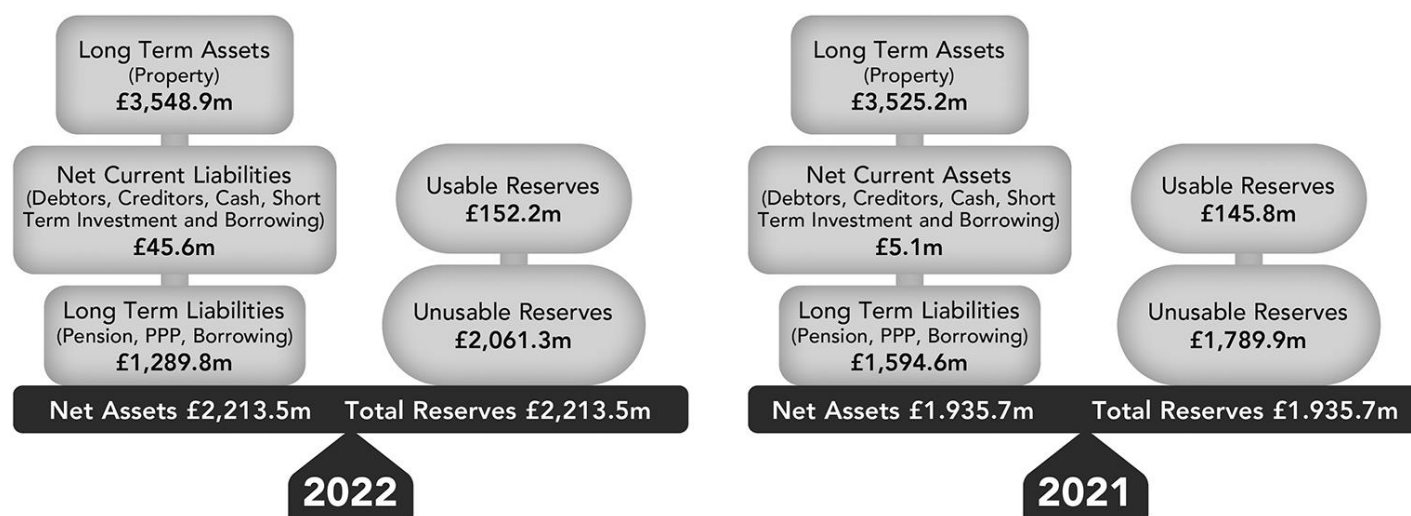 Long Term Assets
(Property)
£3,548.9m
Net Current Liabilities
(Debtors, Creditors, Cash, Short
Term Investment and Borrowing)
£45.6m
Long Term Liabilities
(Pension, PPP, Borrowing)
£1,289.8m
Usable Reserves
£152.2m
Unusable Reserves
£2,061.3m
Net Assets £2,213.5m Total Reserves £2,213.5m
2022
Long Term Assets
(Property)
£3,525.2m
Net Current Assets
(Debtors, Creditors, Cash, Short
Term Investment and Borrowing)
£5.1m
Long Term Liabilities
(Pension, PPP, Borrowing)
£1,594.6m
Usable Reserves
£145.8m
Unusable Reserves
£1,789.9m
Net Assets £1.935.7m Total Reserves £1.935.7m
2021